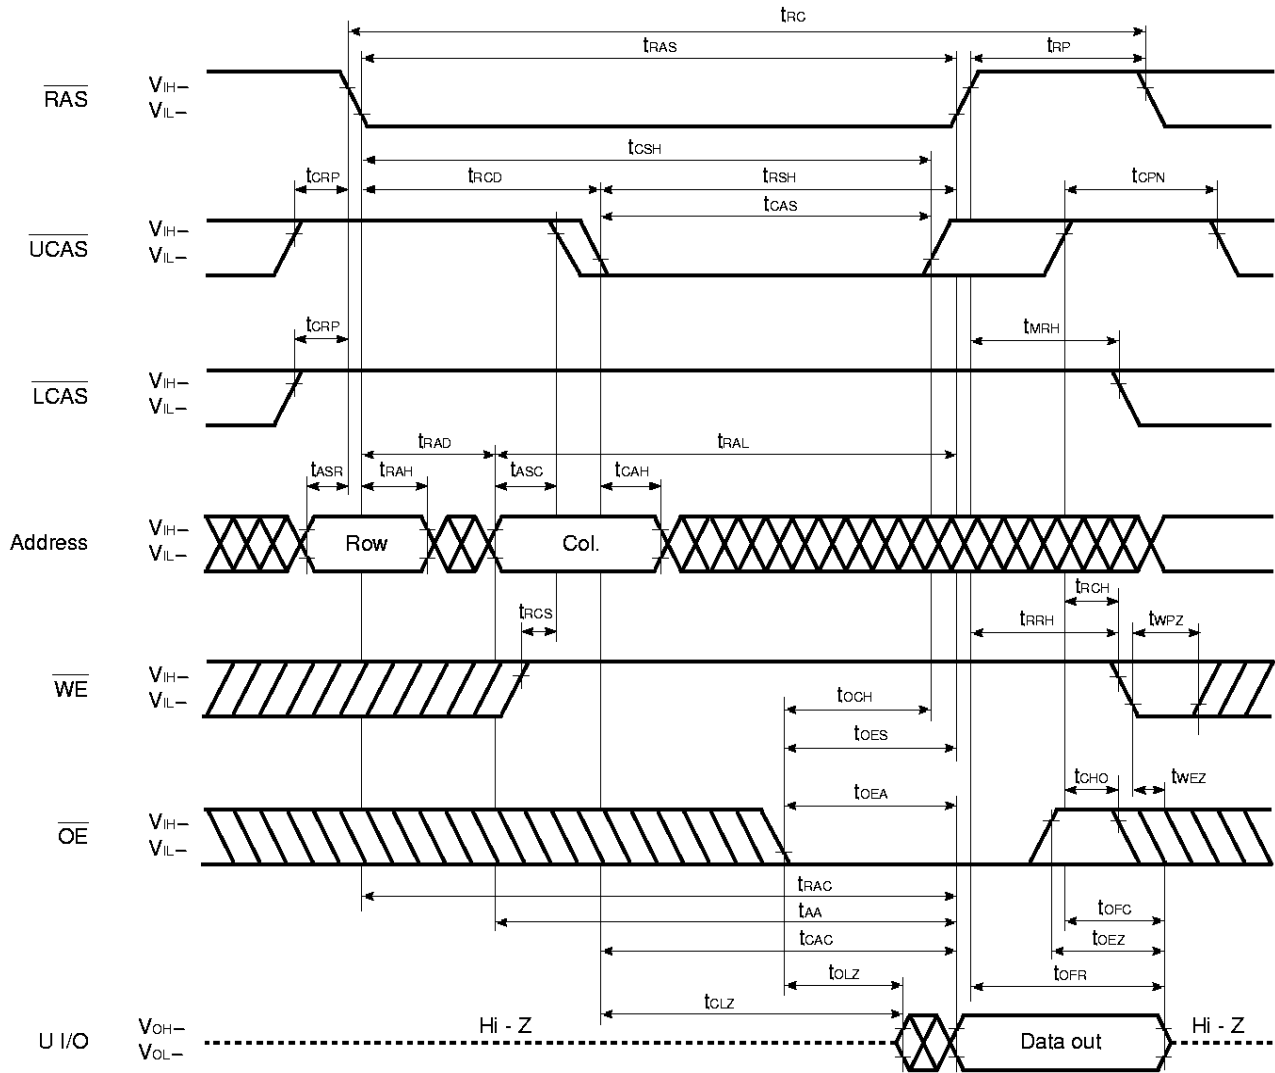 tRC
tRAS
tRP
RAS
VIH–
VIL–
tCSH
tCRP
tRCD
tRSH
tCPN
tCAS
UCAS
VIH–
VIL–
tCRP
tMRH
LCAS
VIH–
VIL–
tRAD
tRAL
tASR
tRAH
tASC
tCAH
Address
VIH–
VIL–
Row
Col.
tRCH
tRCS
tRRH
tWPZ
WE
VIH–
VIL–
tOCH
tOES
tCHO
tWEZ
tOEA
OE
VIH–
VIL–
tRAC
tAA
tOFC
tCAC
tOEZ
tOLZ
tOFR
tCLZ
U I/O
VOH–
VOL–
Hi - Z
Data out
Hi - Z